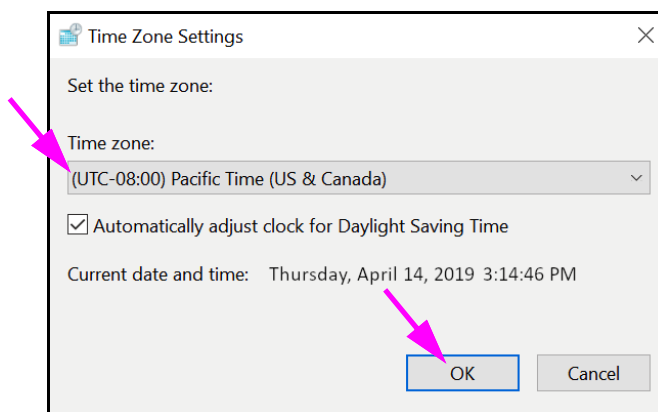 Time Zone Settings
Set the time zone:
Time zone:
(UTC-08:00) Pacific Time (US & Canada)
Automatically adjust clock for Daylight Saving Time
Current date and time: Thursday, April 14, 2019 3:14:46 PM
OK Cancel